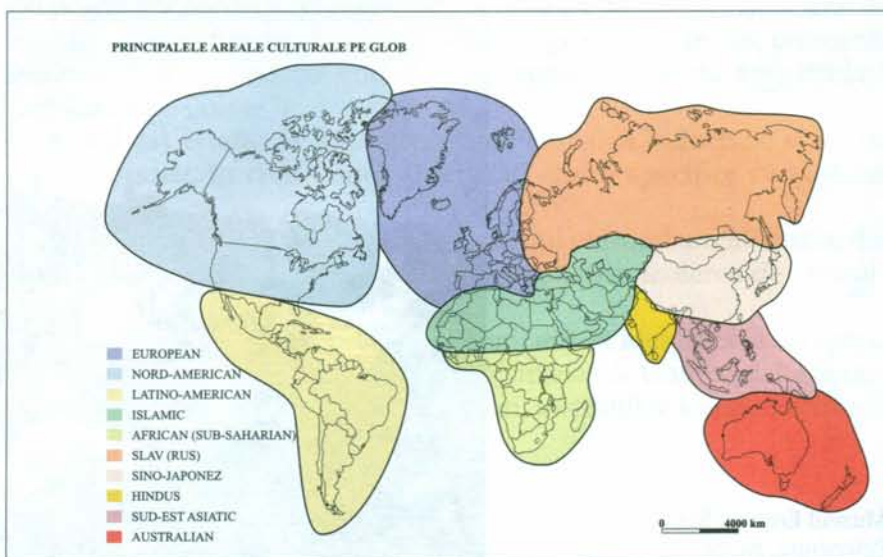 PRINCIPALELE AREALE CULTURALE PE GLOB
EUROPEAN
NORD-AMERICAN
LATINO-AMERICAN
ISLAMIC
AFRICAN (SUB-SAHARIAN)
SLAV (RUS)
SINO-JAPONEZ
HINDUS
SUD-EST ASIATIC
AUSTRALIAN
0 4000 km